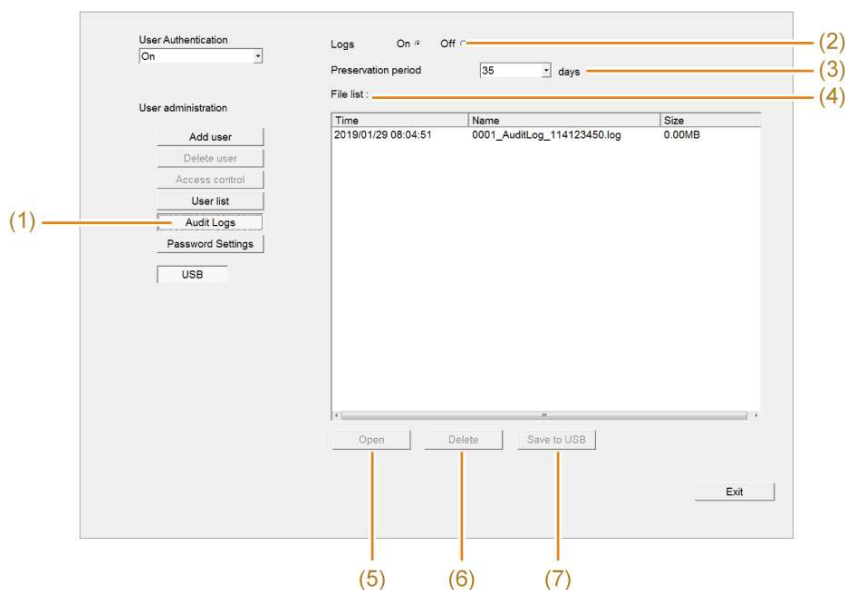 User Authentication
On
User administration
Add user
Delete user
Access control
User list
Audit Logs
Password Settings
USB
Logs On Off
Preservation period 35 days
File list :
Time Name Size
2019/01/29 08:04:51 0001_AuditLog_114123450.log 0.00MB
Open Delete Save to USB
Exit
(1)
(2)
(3)
(4)
(5) (6) (7)